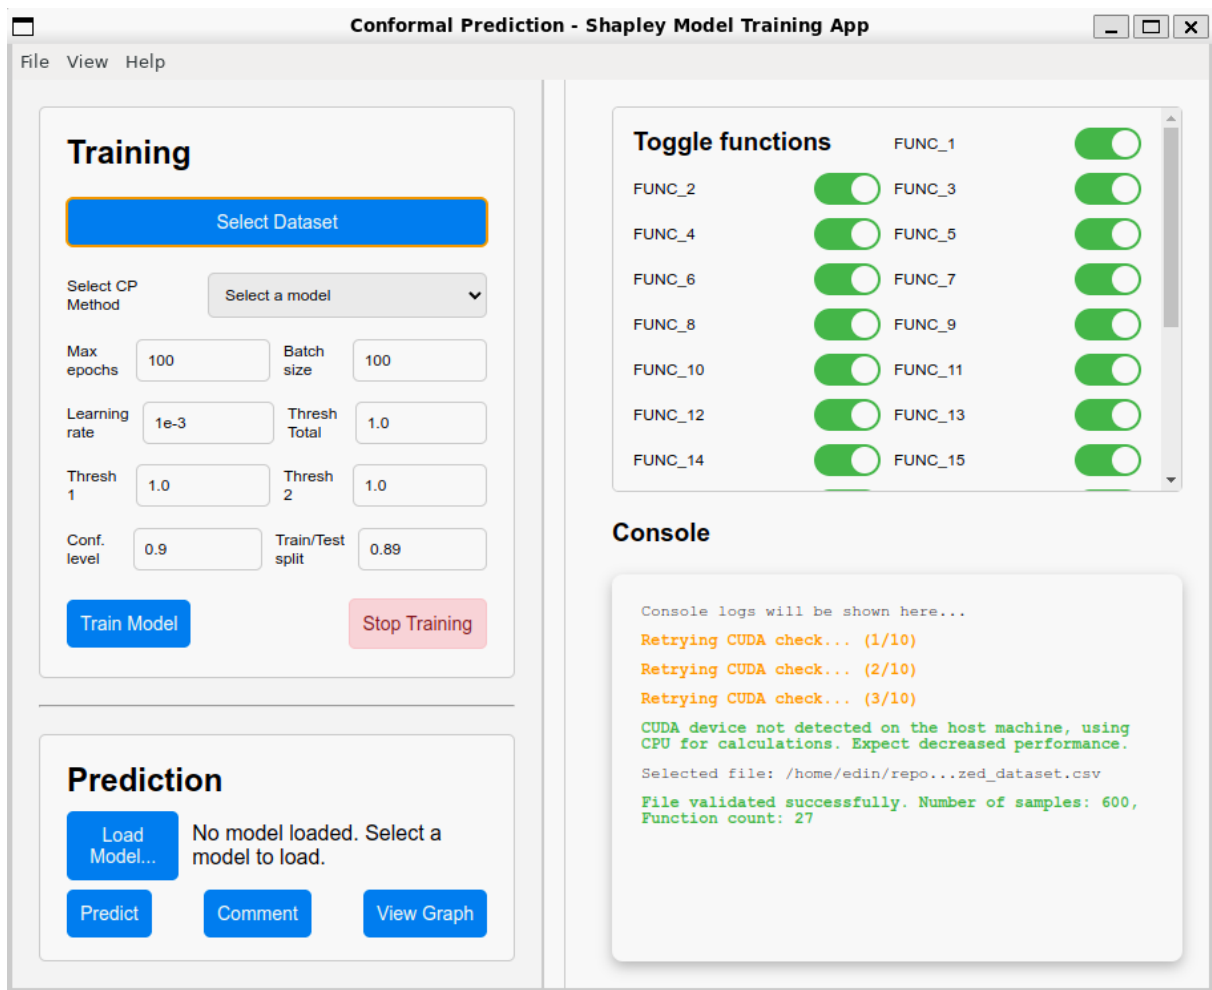 Conformal Prediction - Shapley Model Training App
File View Help
Training
Select Dataset
Select CP
Method
Select a model
Max
epochs
100
Batch
size
100
Learning
rate
1e-3
Thresh
Total
1.0
Thresh
1
1.0
Thresh
2
1.0
Conf.
level
0.9
Train/Test
split
0.89
Train Model
Stop Training
Prediction
Load
Model...
No model loaded. Select a
model to load.
Predict
Comment
View Graph
Toggle functions
FUNC_1
FUNC_2
FUNC_3
FUNC_4
FUNC_5
FUNC_6
FUNC_7
FUNC_8
FUNC_9
FUNC_10
FUNC_11
FUNC_12
FUNC_13
FUNC_14
FUNC_15
Console
Console logs will be shown here...
Retrying CUDA check... (1/10)
Retrying CUDA check... (2/10)
Retrying CUDA check... (3/10)
CUDA device not detected on the host machine, using
CPU for calculations. Expect decreased performance.
Selected file: /home/edin/repo...zed_dataset.csv
File validated successfully. Number of samples: 600,
Function count: 27